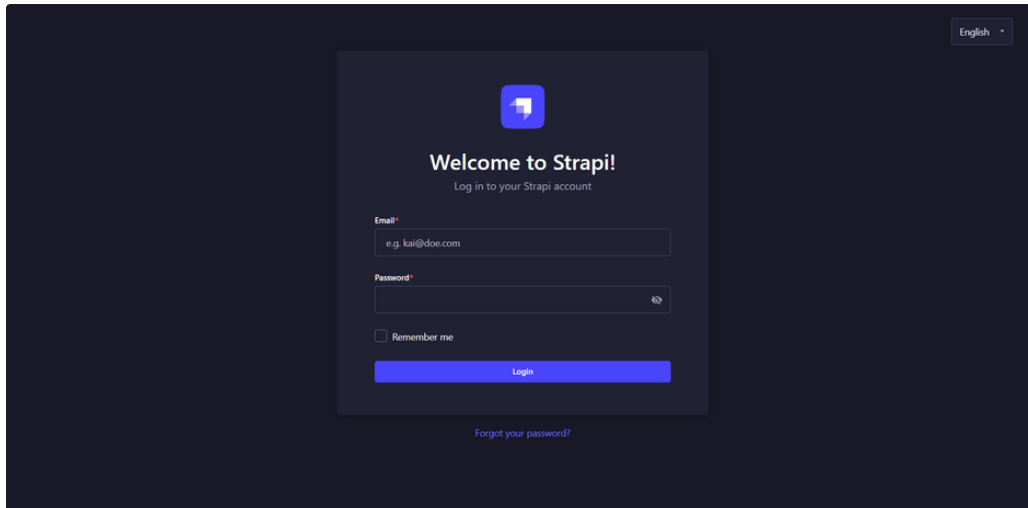 English
Welcome to Strapi!
Log in to your Strapi account
Email*
e.g. kai@doe.com
Password*
Remember me
Login
Forgot your password?